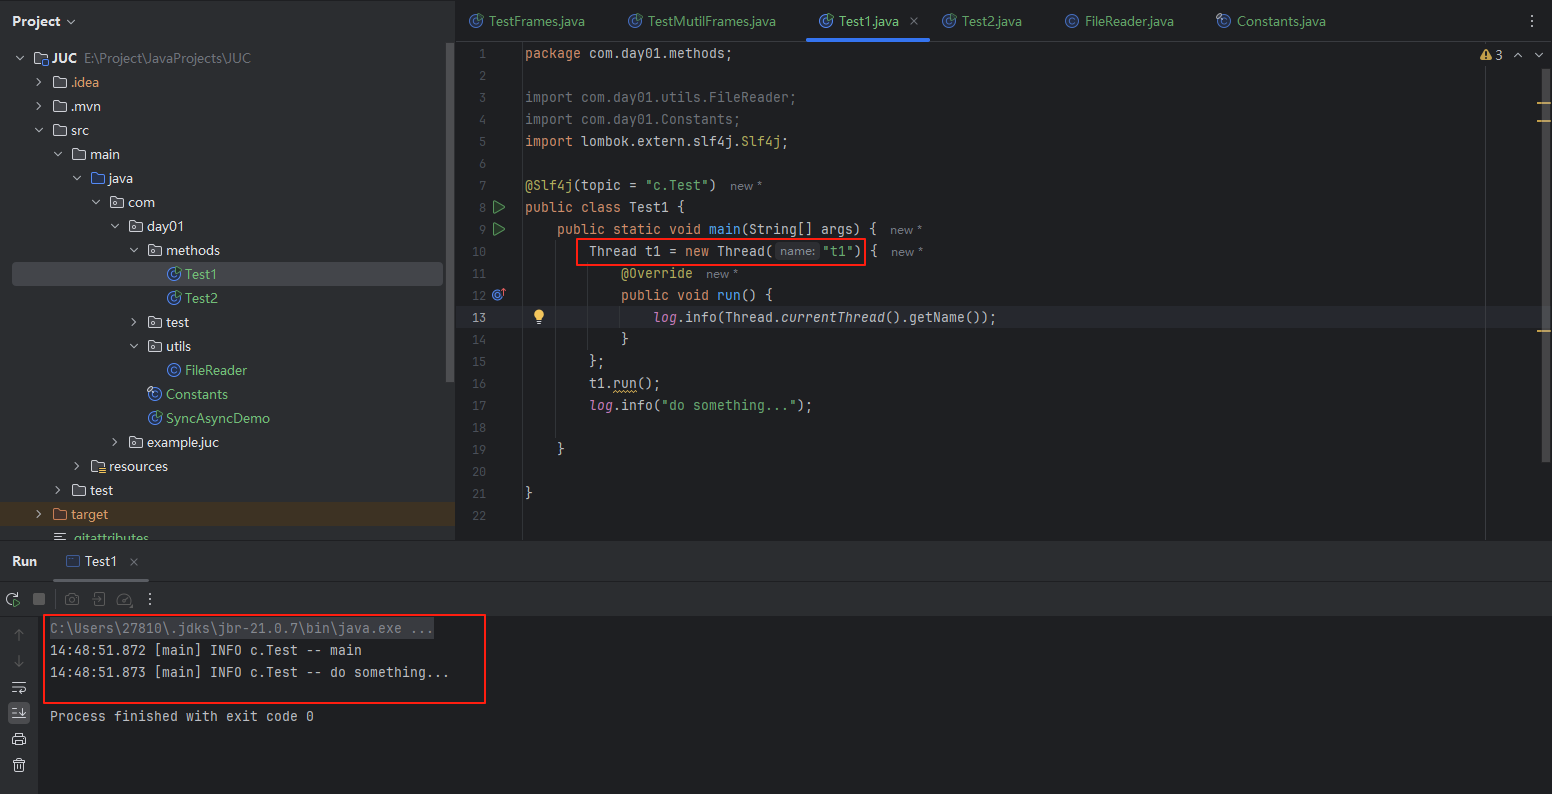 Project
JUC E:\Project\JavaProjects\JUC
.idea
.mvn
src
main
java
com
day01
methods
Test1
Test2
test
utils
FileReader
Constants
SyncAsyncDemo
example.juc
resources
test
target
.gitattributes
TestFrames.java TestMutilFrames.java Test1.java Test2.java FileReader.java Constants.java
3
1 package com.day01.methods;
2
3 import com.day01.utils.FileReader;
4 import com.day01.Constants;
5 import lombok.extern.slf4j.Slf4j;
6
7 @Slf4j(topic = "c.Test") new *
8 public class Test1 {
9 public static void main(String[] args) { new *
10 Thread t1 = new Thread( name: "t1") { new *
11 @Override new *
12 public void run() {
13 log.info(Thread.currentThread().getName());
14 }
15 };
16 t1.run();
17 log.info("do something...");
18
19 }
20
21 }
22
Run Test1
C:\Users\27810\.jdks\jbr-21.0.7\bin\java.exe ...
14:48:51.872 [main] INFO c.Test -- main
14:48:51.873 [main] INFO c.Test -- do something...
Process finished with exit code 0